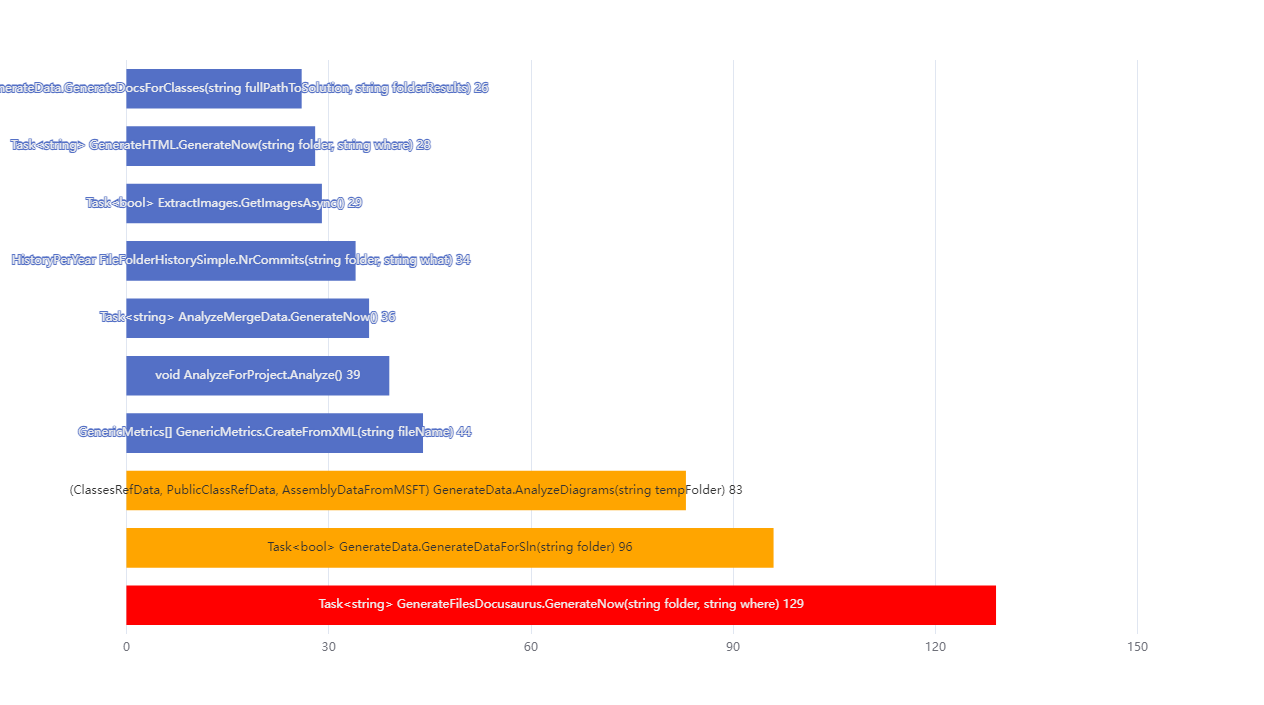 GenerateData.GenerateDocsForClasses(string fullPathToSolution, string folderResults) 26
Task<string> GenerateHTML.GenerateNow(string folder, string where) 28
Task<bool> ExtractImages.GetImagesAsync() 29
HistoryPerYear FileFolderHistorySimple.NrCommits(string folder, string what) 34
Task<string> AnalyzeMergeData.GenerateNow() 36
void AnalyzeForProject.Analyze() 39
GenericMetrics[] GenericMetrics.CreateFromXML(string fileName) 44
(ClassesRefData, PublicClassRefData, AssemblyDataFromMSFT) GenerateData.AnalyzeDiagrams(string tempFolder) 83
Task<bool> GenerateData.GenerateDataForSln(string folder) 96
Task<string> GenerateFilesDocusaurus.GenerateNow(string folder, string where) 129
0 30 60 90 120 150